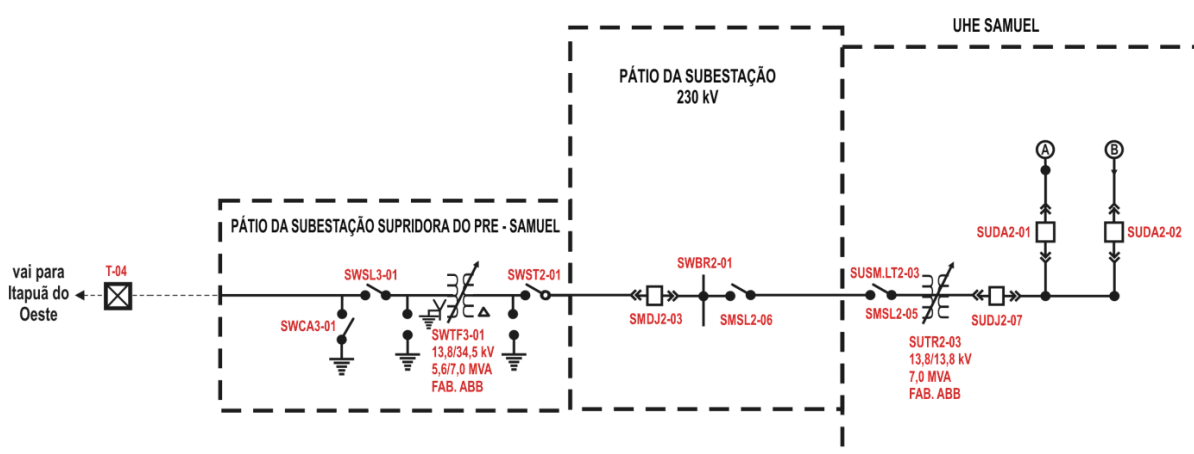 UHE SAMUEL
PÁTIO DA SUBESTAÇÃO
230 kV
A
B
SUDA2-01
SUDA2-02
PÁTIO DA SUBESTAÇÃO SUPRIDORA DO PRE - SAMUEL
vai para
Itapuã do
Oeste
T-04
SWSL3-01
SWST2-01
SWBR2-01
SUSM.LT2-03
SWCA3-01
SWTF3-01
13,8/34,5 kV
5,6/7,0 MVA
FAB. ABB
SMDJ2-03
SMSL2-06
SMSL2-05
SUDJ2-07
SUTR2-03
13,8/13,8 kV
7,0 MVA
FAB. ABB